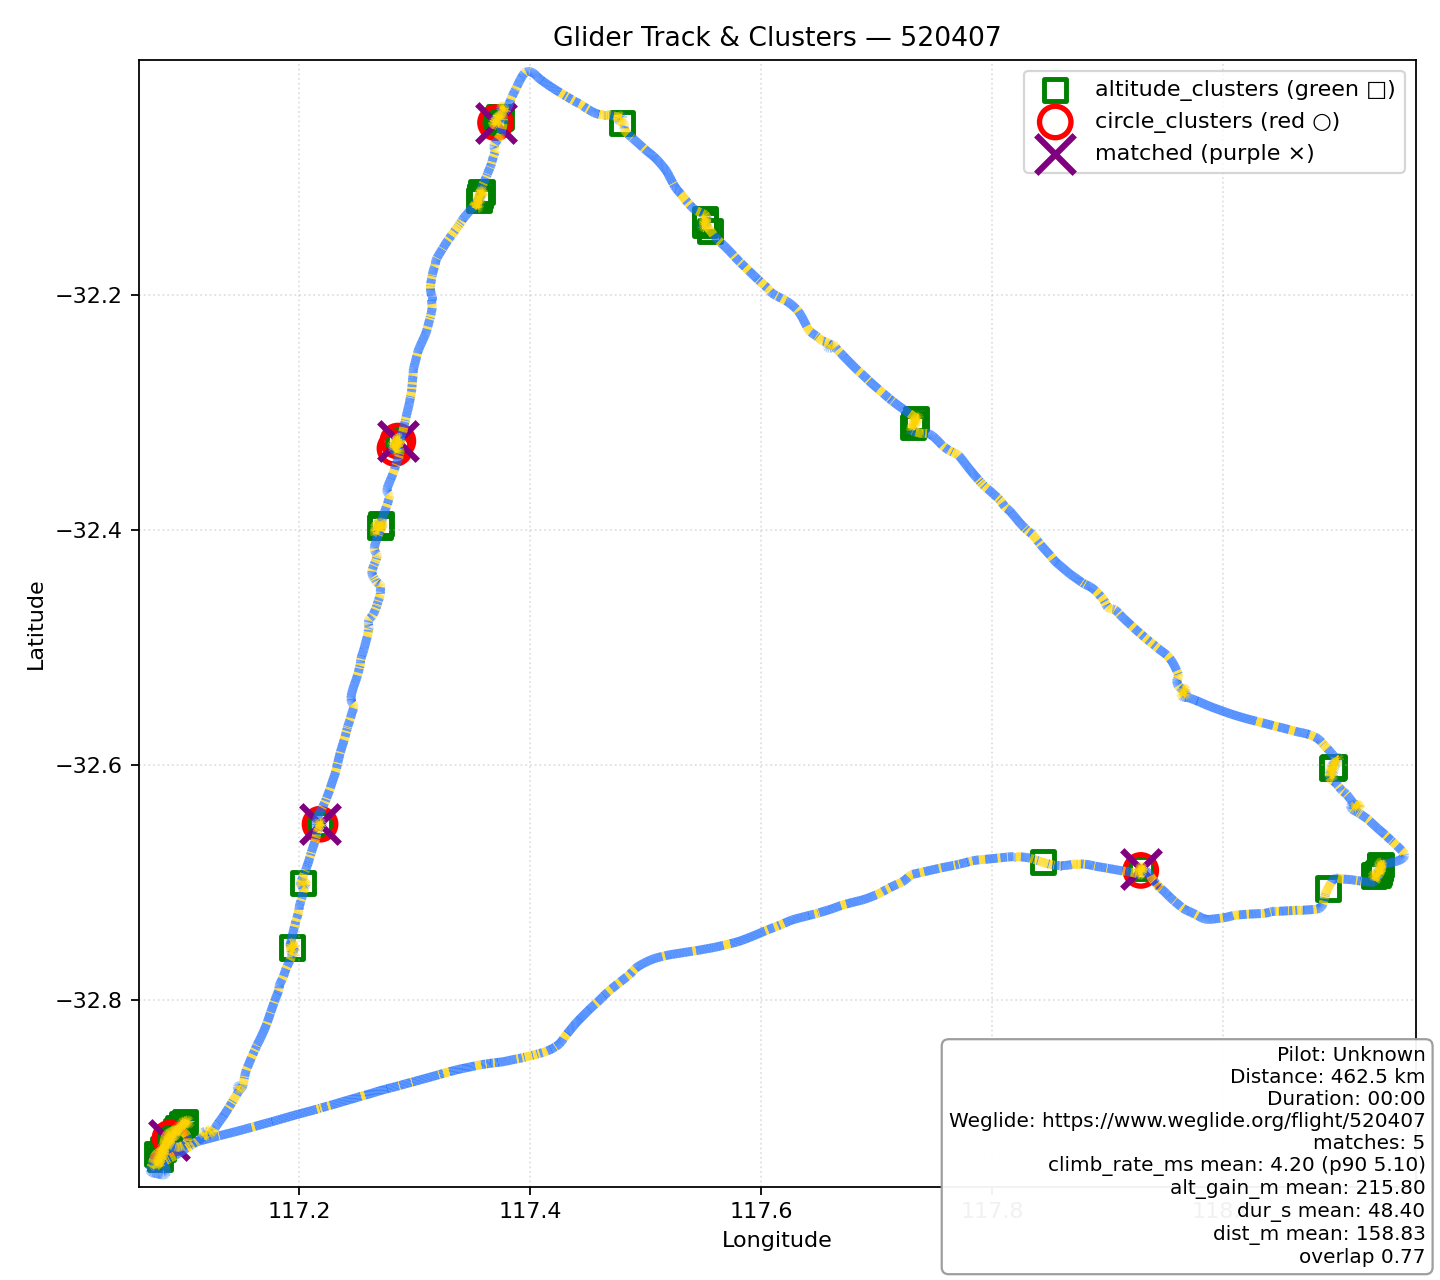 Glider Track & Clusters — 520407
altitude_clusters (green □)
circle_clusters (red ○)
matched (purple ×)
−32.2
−32.4
−32.6
−32.8
Latitude
117.2
117.4
117.6
117.8
118
Longitude
Pilot: Unknown
Distance: 462.5 km
Duration: 00:00
Weglide: https://www.weglide.org/flight/520407
matches: 5
climb_rate_ms mean: 4.20 (p90 5.10)
alt_gain_m mean: 215.80
dur_s mean: 48.40
dist_m mean: 158.83
overlap 0.77